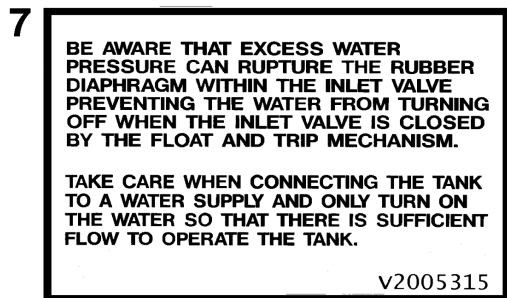 7
BE AWARE THAT EXCESS WATER
PRESSURE CAN RUPTURE THE RUBBER
DIAPHRAGM WITHIN THE INLET VALVE
PREVENTING THE WATER FROM TURNING
OFF WHEN THE INLET VALVE IS CLOSED
BY THE FLOAT AND TRIP MECHANISM.
TAKE CARE WHEN CONNECTING THE TANK
TO A WATER SUPPLY AND ONLY TURN ON
THE WATER SO THAT THERE IS SUFFICIENT
FLOW TO OPERATE THE TANK.
v2005315